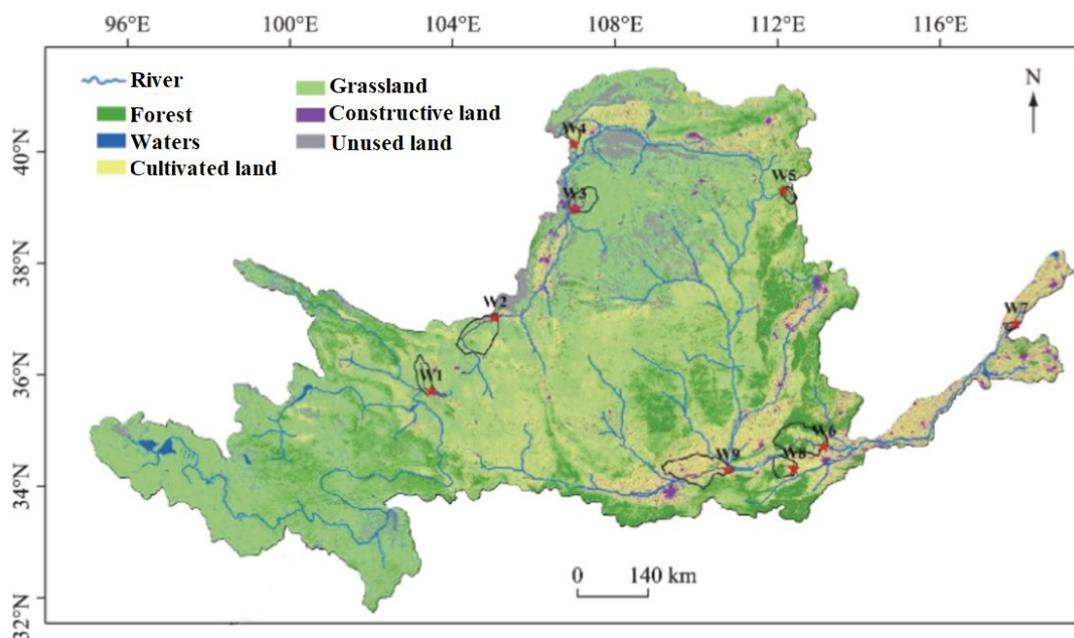 96°E 100°E 104°E 108°E 112°E 116°E
River
Forest
Waters
Cultivated land
Grassland
Constructive land
Unused land
N
40°N
38°N
36°N
34°N
32°N
W4
W5
W3
W2
W7
W1
W6
W9
W8
0 140 km